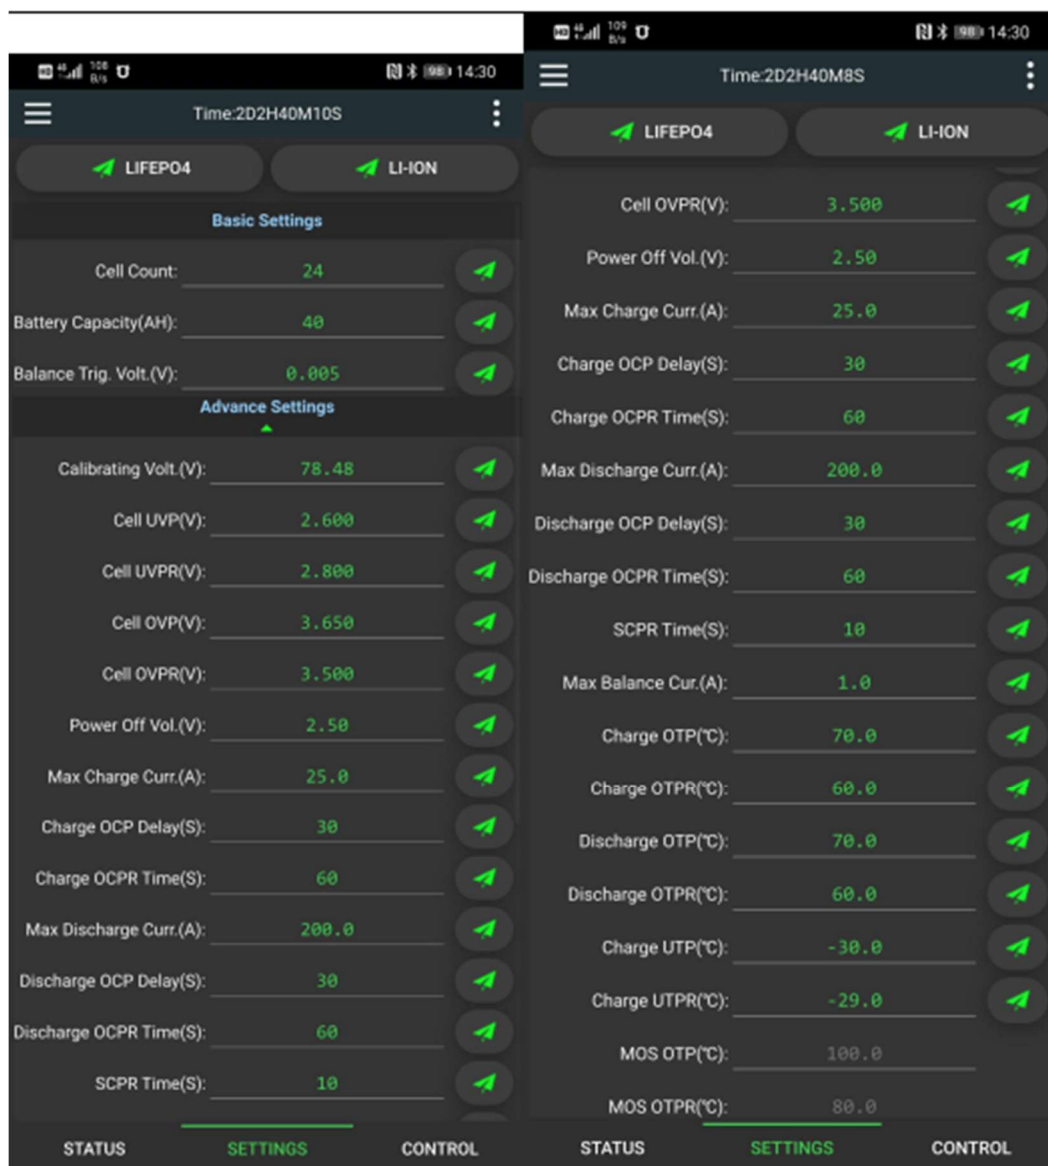 HD 4G 108 B/s 98 14:30
Time:2D2H40M10S
LIFEPO4 LI-ION
Basic Settings
Cell Count: 24
Battery Capacity(AH): 40
Balance Trig. Volt.(V): 0.005
Advance Settings
Calibrating Volt.(V): 78.48
Cell UVP(V): 2.600
Cell UVPR(V): 2.800
Cell OVP(V): 3.650
Cell OVPR(V): 3.500
Power Off Vol.(V): 2.50
Max Charge Curr.(A): 25.0
Charge OCP Delay(S): 30
Charge OCPR Time(S): 60
Max Discharge Curr.(A): 200.0
Discharge OCP Delay(S): 30
Discharge OCPR Time(S): 60
SCPR Time(S): 10
STATUS SETTINGS CONTROL
HD 4G 109 B/s 98 14:30
Time:2D2H40M8S
LIFEPO4 LI-ION
Cell OVPR(V): 3.500
Power Off Vol.(V): 2.50
Max Charge Curr.(A): 25.0
Charge OCP Delay(S): 30
Charge OCPR Time(S): 60
Max Discharge Curr.(A): 200.0
Discharge OCP Delay(S): 30
Discharge OCPR Time(S): 60
SCPR Time(S): 10
Max Balance Cur.(A): 1.0
Charge OTP(℃): 70.0
Charge OTPR(℃): 60.0
Discharge OTP(℃): 70.0
Discharge OTPR(℃): 60.0
Charge UTP(℃): -30.0
Charge UTPR(℃): -29.0
MOS OTP(℃): 100.0
MOS OTPR(℃): 80.0
STATUS SETTINGS CONTROL